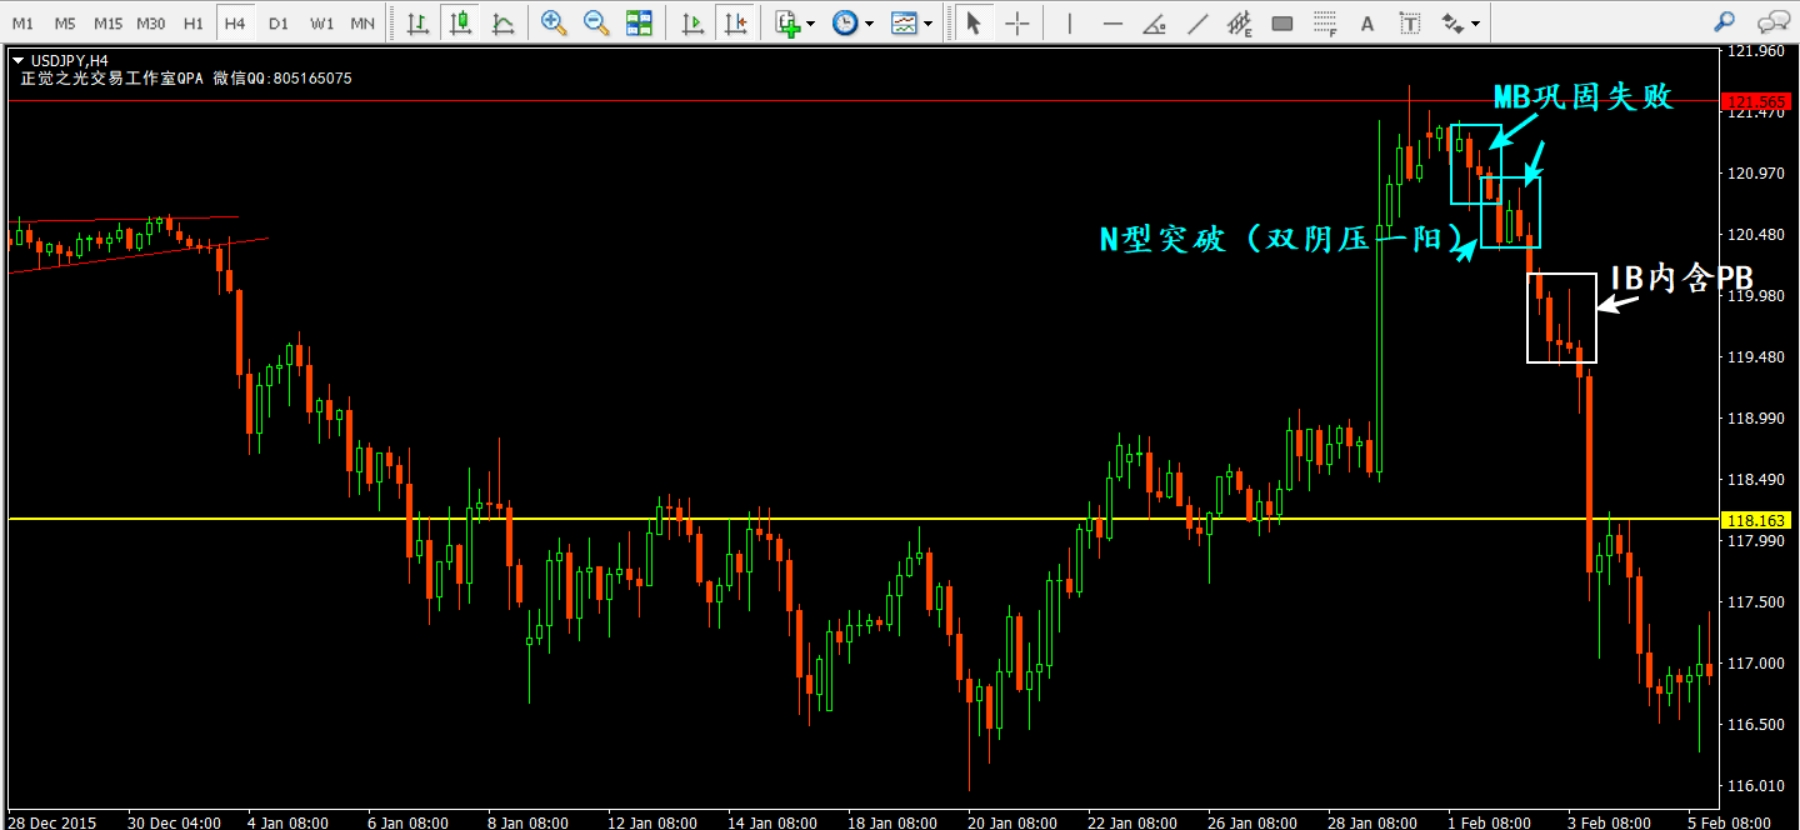 M1 M5 M15 M30 H1 H4 D1 W1 MN E F A T
USDJPY,H4
正觉之光交易工作室QPA 微信QQ:805165075
MB巩固失败
N型突破（双阴压一阳）
IB内含PB
121.960
121.565
121.470
120.970
120.480
119.980
119.480
118.990
118.490
118.163
117.990
117.500
117.000
116.500
116.010
28 Dec 2015 30 Dec 04:00 4 Jan 08:00 6 Jan 08:00 8 Jan 08:00 12 Jan 08:00 14 Jan 08:00 18 Jan 08:00 20 Jan 08:00 22 Jan 08:00 26 Jan 08:00 28 Jan 08:00 1 Feb 08:00 3 Feb 08:00 5 Feb 08:00